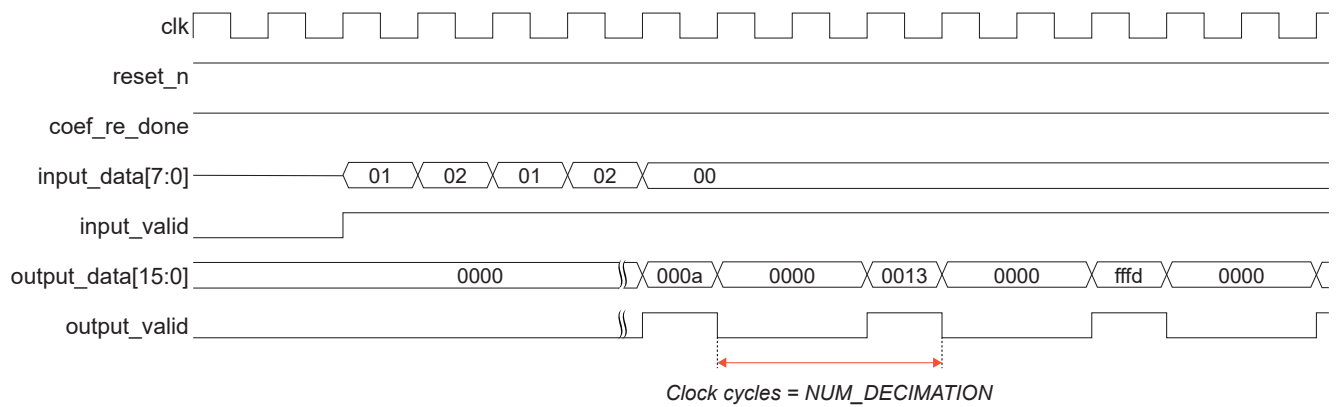 clk
reset_n
coef_re_done
input_data[7:0] 01 02 01 02 00
input_valid
output_data[15:0] 0000 000a 0000 0013 0000 fffd 0000
output_valid
Clock cycles = NUM_DECIMATION